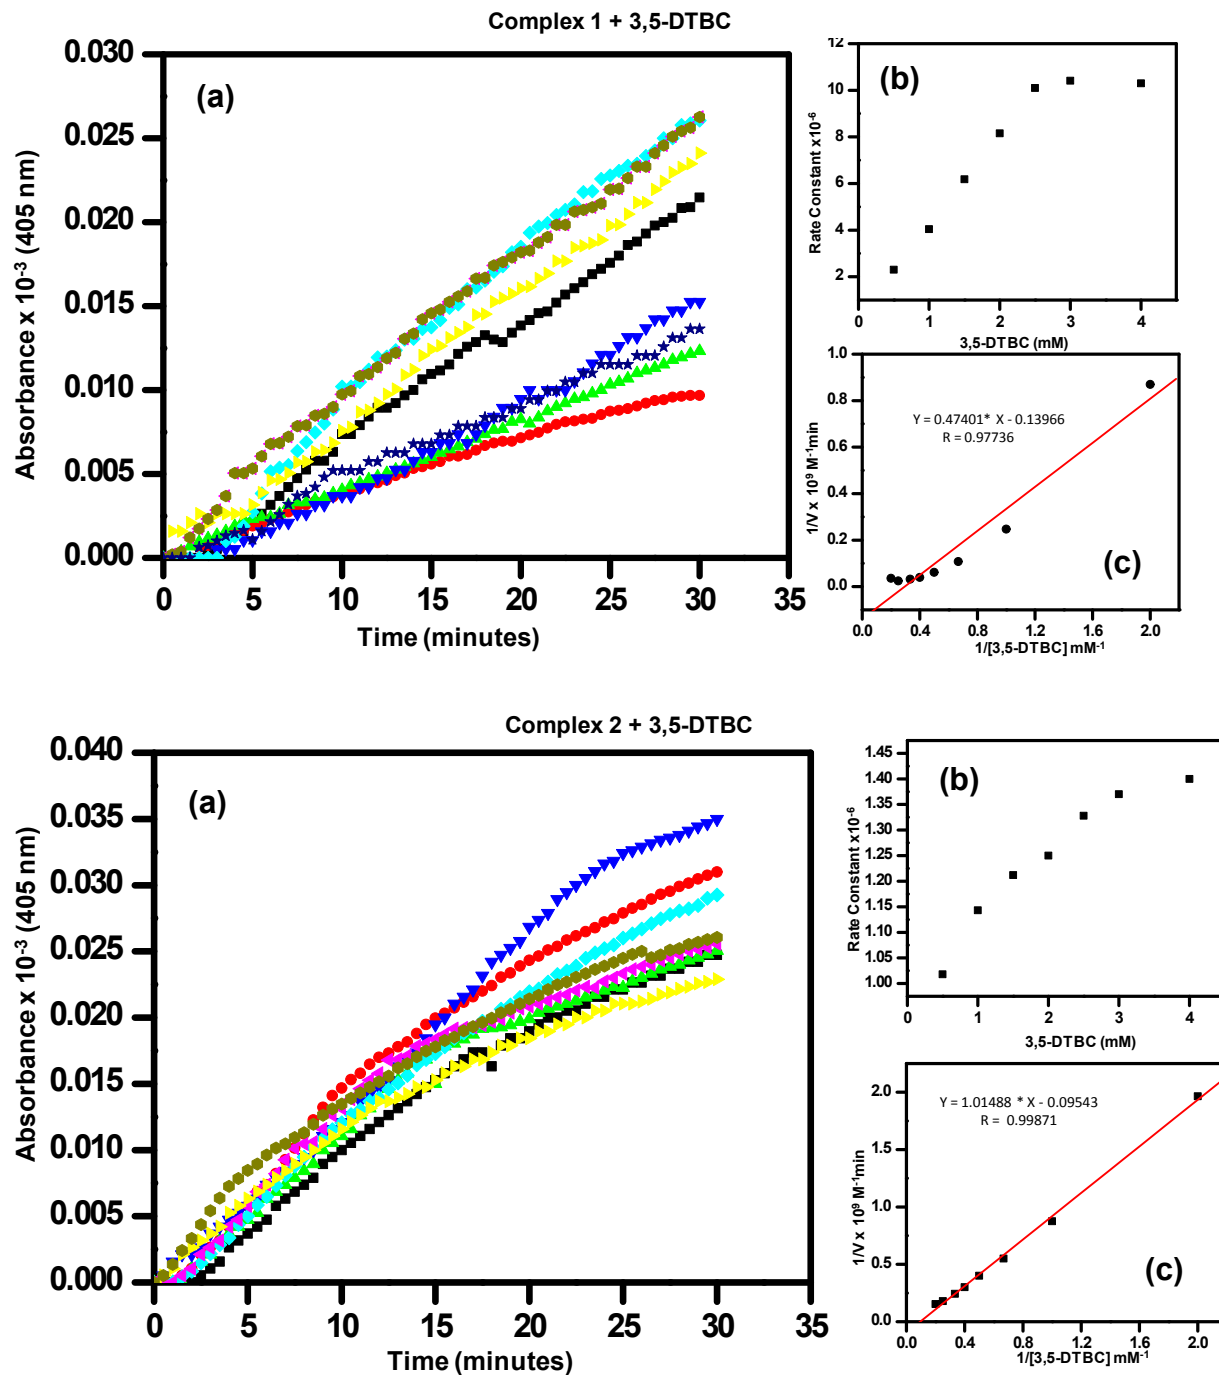 Complex 1 + 3,5-DTBC
(a)
Absorbance x 10⁻³ (405 nm)
0.030
0.025
0.020
0.015
0.010
0.005
0.000
0 5 10 15 20 25 30 35
Time (minutes)
(b)
Rate Constant x10⁻⁶
12
10
8
6
4
2
1 2 3 4
3,5-DTBC (mM)
1/V x 10⁹ M⁻¹min
1.0
0.8
0.6
0.4
0.2
0.0
Y = 0.47401* X - 0.13966
R = 0.97736
(c)
0.0 0.4 0.8 1.2 1.6 2.0
1/[3,5-DTBC] mM⁻¹
Complex 2 + 3,5-DTBC
(a)
Absorbance x 10⁻³ (405 nm)
0.040
0.035
0.030
0.025
0.020
0.015
0.010
0.005
0.000
0 5 10 15 20 25 30 35
Time (minutes)
(b)
Rate Constant x10⁻⁶
1.45
1.40
1.35
1.30
1.25
1.20
1.15
1.10
1.05
1.00
0 1 2 3 4
3,5-DTBC (mM)
1/V x 10⁹ M⁻¹min
2.0
1.5
1.0
0.5
0.0
Y = 1.01488 * X - 0.09543
R = 0.99871
(c)
0.0 0.4 0.8 1.2 1.6 2.0
1/[3,5-DTBC] mM⁻¹